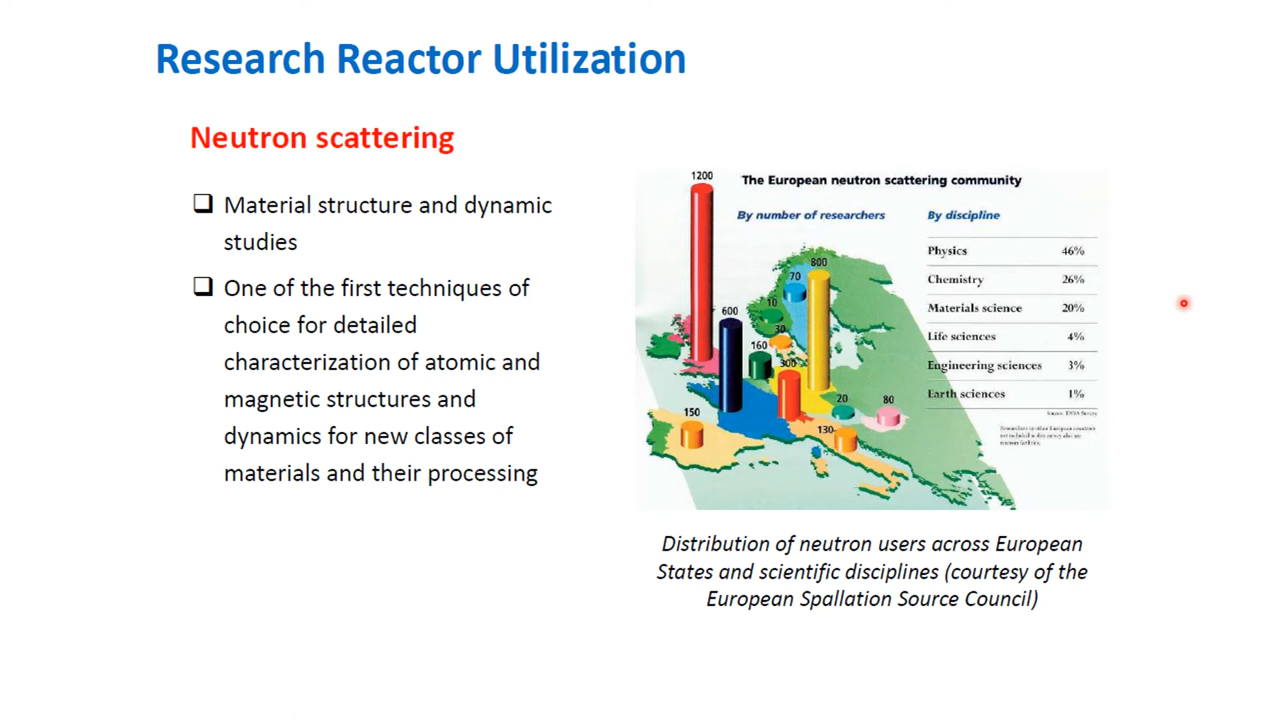 Research Reactor Utilization
Neutron scattering
❑ Material structure and dynamic
studies
❑ One of the first techniques of
choice for detailed
characterization of atomic and
magnetic structures and
dynamics for new classes of
materials and their processing
The European neutron scattering community
By number of researchers
1200
800
70
600
10
30
160
300
20
80
150
130
By discipline
Physics 46%
Chemistry 26%
Materials science 20%
Life sciences 4%
Engineering sciences 3%
Earth sciences 1%
Distribution of neutron users across European
States and scientific disciplines (courtesy of the
European Spallation Source Council)